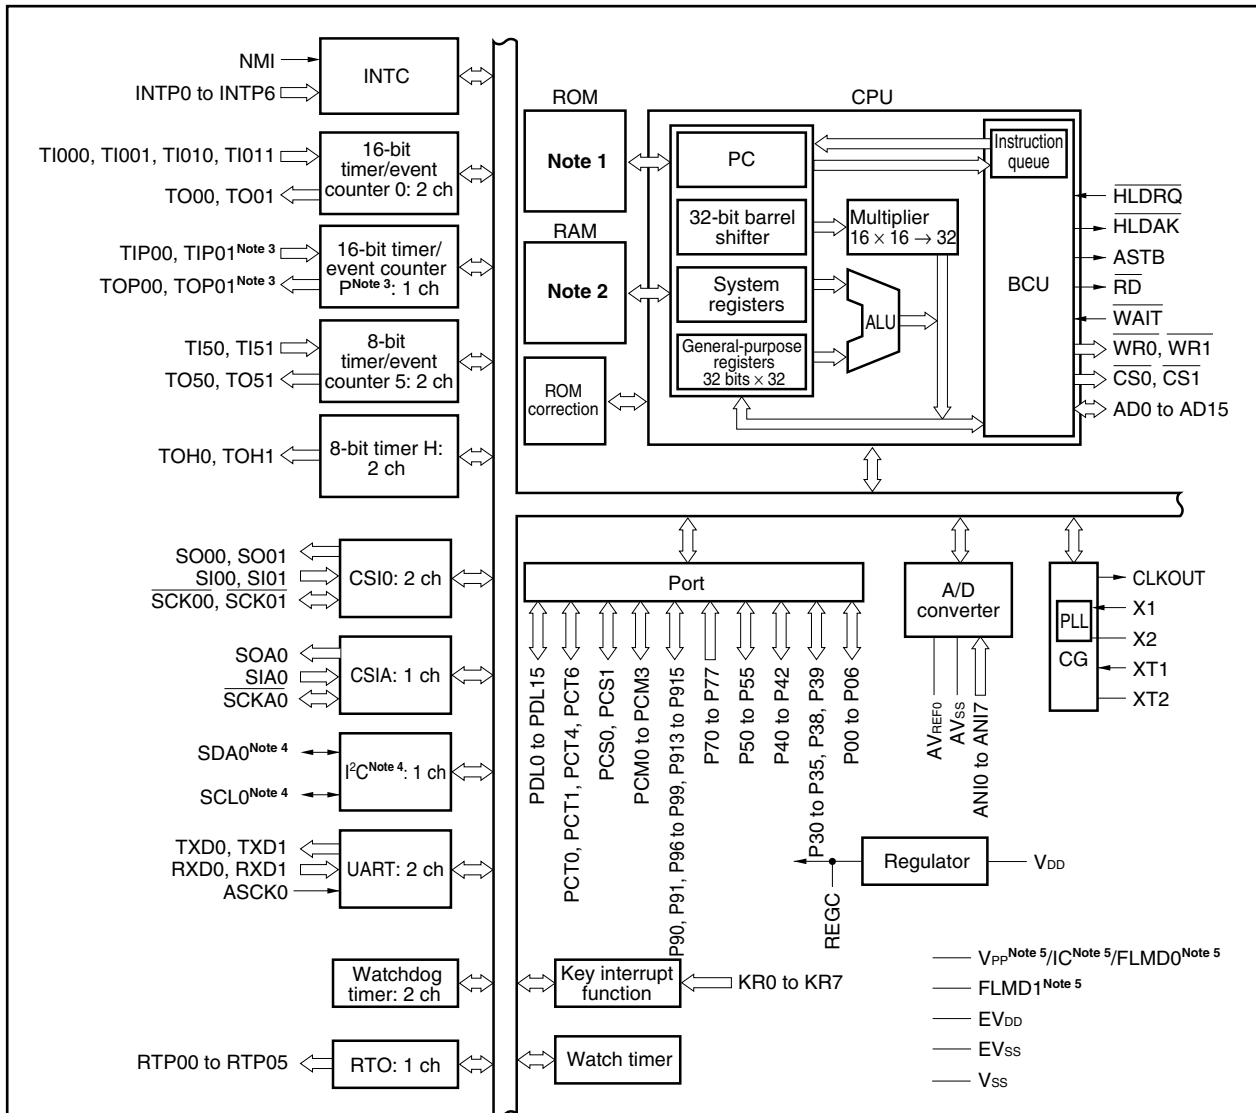 NMI
INTP0 to INTP6
INTC
TI000, TI001, TI010, TI011
TO00, TO01
16-bit
timer/event
counter 0: 2 ch
TIP00, TIP01Note 3
TOP00, TOP01Note 3
16-bit timer/
event counter
PNote 3: 1 ch
TI50, TI51
TO50, TO51
8-bit
timer/event
counter 5: 2 ch
TOH0, TOH1
8-bit timer H:
2 ch
SO00, SO01
SI00, SI01
SCK00, SCK01
CSI0: 2 ch
SOA0
SIA0
SCKA0
CSIA: 1 ch
SDA0Note 4
SCL0Note 4
I2CNote 4: 1 ch
TXD0, TXD1
RXD0, RXD1
ASCK0
UART: 2 ch
Watchdog
timer: 2 ch
RTP00 to RTP05
RTO: 1 ch
ROM
Note 1
RAM
Note 2
ROM
correction
CPU
PC
32-bit barrel
shifter
System
registers
General-purpose
registers
32 bits × 32
Multiplier
16 × 16 → 32
ALU
Instruction
queue
BCU
HLDRQ
HLDAK
ASTB
RD
WAIT
WR0, WR1
CS0, CS1
AD0 to AD15
Port
PDL0 to PDL15
PCT0, PCT1, PCT4, PCT6
PCS0, PCS1
PCM0 to PCM3
P90, P91, P96 to P99, P913 to P915
P70 to P77
P50 to P55
P40 to P42
P30 to P35, P38, P39
P00 to P06
A/D
converter
AVREF0
AVSS
ANI0 to ANI7
PLL
CG
CLKOUT
X1
X2
XT1
XT2
Regulator
VDD
REGC
Key interrupt
function
KR0 to KR7
Watch timer
VPPNote 5/ICNote 5/FLMD0Note 5
FLMD1Note 5
EVDD
EVSS
VSS